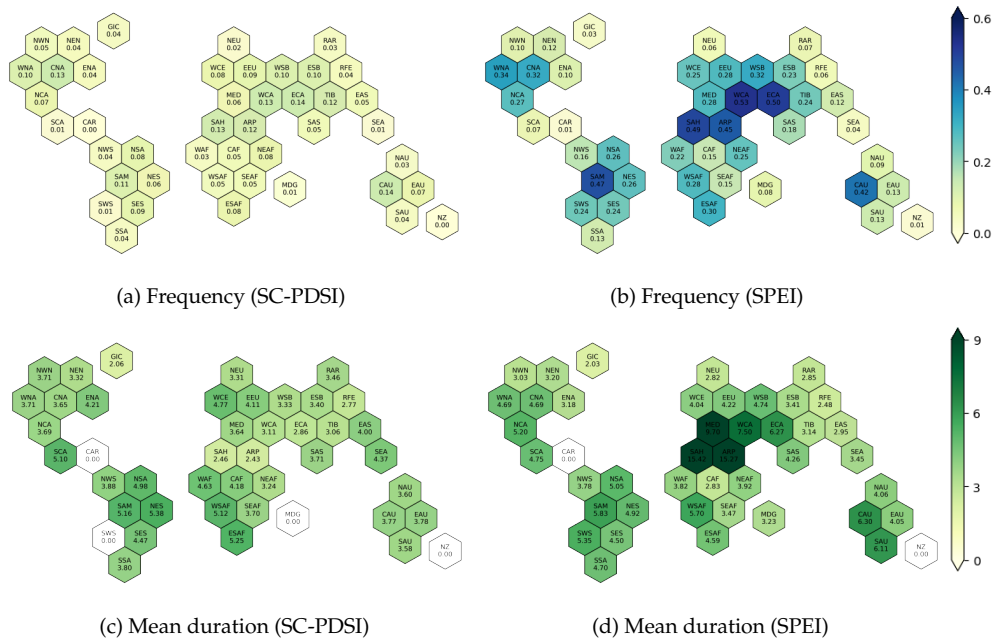 GIC
0.04
NWN
0.05
NEN
0.04
WNA
0.10
CNA
0.13
ENA
0.04
NCA
0.07
SCA
0.01
CAR
0.00
NWS
0.04
NSA
0.08
SAM
0.11
NES
0.06
SWS
0.01
SES
0.09
SSA
0.04
NEU
0.02
RAR
0.03
WCE
0.08
EEU
0.09
WSB
0.10
ESB
0.10
RFE
0.04
MED
0.06
WCA
0.13
ECA
0.14
TIB
0.12
EAS
0.05
SAH
0.13
ARP
0.12
SAS
0.05
SEA
0.01
WAF
0.03
CAF
0.05
NEAF
0.08
WSAF
0.05
SEAF
0.05
MDG
0.01
ESAF
0.08
NAU
0.03
CAU
0.14
EAU
0.07
SAU
0.04
NZ
0.00
(a) Frequency (SC-PDSI)
GIC
0.03
NWN
0.10
NEN
0.12
WNA
0.34
CNA
0.32
ENA
0.10
NCA
0.27
SCA
0.07
CAR
0.01
NWS
0.16
NSA
0.26
SAM
0.47
NES
0.26
SWS
0.24
SES
0.24
SSA
0.13
NEU
0.06
RAR
0.07
WCE
0.25
EEU
0.28
WSB
0.32
ESB
0.23
RFE
0.06
MED
0.28
WCA
0.53
ECA
0.50
TIB
0.24
EAS
0.12
SAH
0.49
ARP
0.45
SAS
0.18
SEA
0.04
WAF
0.22
CAF
0.15
NEAF
0.25
WSAF
0.28
SEAF
0.15
MDG
0.08
ESAF
0.30
NAU
0.09
CAU
0.42
EAU
0.13
SAU
0.13
NZ
0.01
0.6
0.4
0.2
0.0
(b) Frequency (SPEI)
GIC
2.06
NWN
3.71
NEN
3.32
WNA
3.71
CNA
3.65
ENA
4.21
NCA
3.69
SCA
5.10
CAR
0.00
NWS
3.88
NSA
4.98
SAM
5.16
NES
5.38
SWS
0.00
SES
4.47
SSA
3.80
NEU
3.31
RAR
3.46
WCE
4.77
EEU
4.11
WSB
3.33
ESB
3.40
RFE
2.77
MED
3.64
WCA
3.11
ECA
2.86
TIB
3.06
EAS
4.00
SAH
2.46
ARP
2.43
SAS
3.71
SEA
4.37
WAF
4.63
CAF
4.18
NEAF
3.24
WSAF
5.12
SEAF
3.70
MDG
0.00
ESAF
5.25
NAU
3.60
CAU
3.77
EAU
3.78
SAU
3.58
NZ
0.00
(c) Mean duration (SC-PDSI)
GIC
2.03
NWN
3.03
NEN
3.20
WNA
4.69
CNA
4.69
ENA
3.18
NCA
5.20
SCA
4.75
CAR
0.00
NWS
3.78
NSA
5.05
SAM
5.83
NES
4.92
SWS
5.35
SES
4.50
SSA
4.70
NEU
2.82
RAR
2.85
WCE
4.04
EEU
4.22
WSB
4.74
ESB
3.41
RFE
2.48
MED
WCA
7.50
ECA
6.27
TIB
3.14
EAS
2.95
SAH
15.42
ARP
15.27
SAS
4.26
SEA
3.45
WAF
3.82
CAF
2.83
NEAF
3.92
WSAF
5.70
SEAF
3.47
MDG
3.23
ESAF
4.59
NAU
4.06
CAU
6.30
EAU
4.05
SAU
6.11
NZ
0.00
9
6
3
0
(d) Mean duration (SPEI)